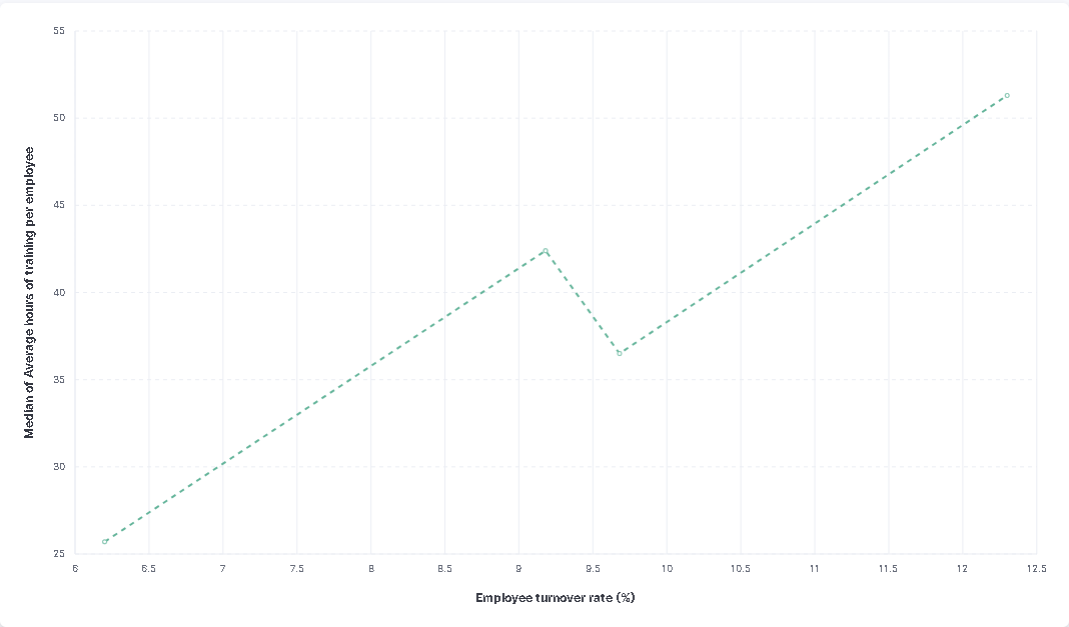 55
50
45
40
35
30
25
Median of Average hours of training per employee
6 6.5 7 7.5 8 8.5 9 9.5 10 10.5 11 11.5 12 12.5
Employee turnover rate (%)